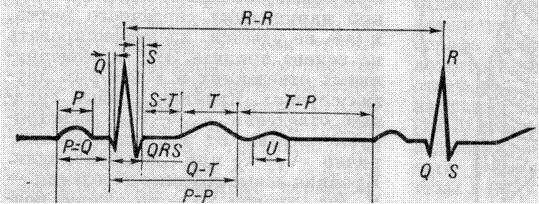 R-R
Q S R
P S-T T T-P
P=Q QRS U Q S
Q-T
P-P